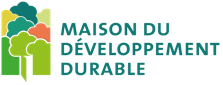 MAISON DU
DÉVELOPPEMENT
DURABLE